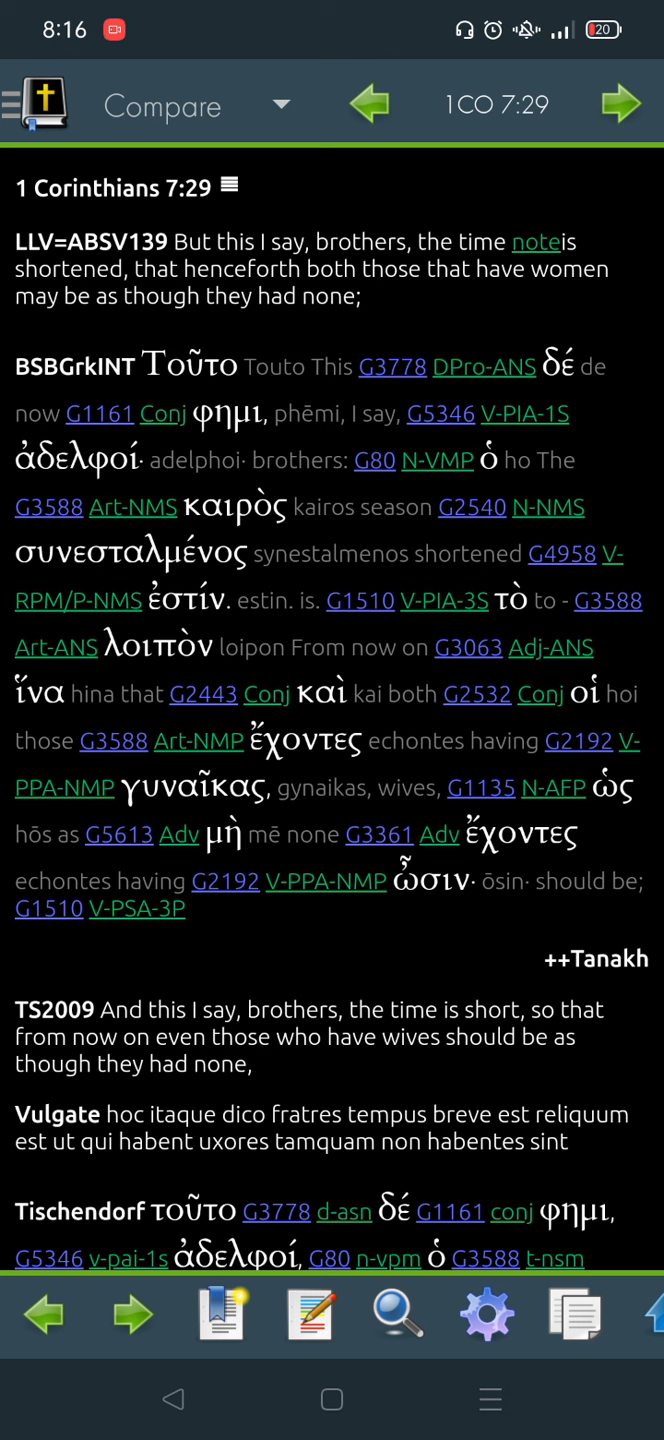 8:16
20
Compare
1CO 7:29
1 Corinthians 7:29
LLV=ABSV139 But this I say, brothers, the time noteis
shortened, that henceforth both those that have women
may be as though they had none;
BSBGrkINT Τοῦτο Touto This G3778 DPro-ANS δέ de
now G1161 Conj φημι, phēmi, I say, G5346 V-PIA-1S
ἀδελφοί· adelphoi· brothers: G80 N-VMP ὁ ho The
G3588 Art-NMS καιρὸς kairos season G2540 N-NMS
συνεσταλμένος synestalmenos shortened G4958 V-
RPM/P-NMS ἐστίν. estin. is. G1510 V-PIA-3S τὸ to - G3588
Art-ANS λοιπὸν loipon From now on G3063 Adj-ANS
ἵνα hina that G2443 Conj καὶ kai both G2532 Conj οἱ hoi
those G3588 Art-NMP ἔχοντες echontes having G2192 V-
PPA-NMP γυναῖκας, gynaikas, wives, G1135 N-AFP ὡς
hōs as G5613 Adv μὴ mē none G3361 Adv ἔχοντες
echontes having G2192 V-PPA-NMP ὦσιν· ōsin· should be;
G1510 V-PSA-3P
++Tanakh
TS2009 And this I say, brothers, the time is short, so that
from now on even those who have wives should be as
though they had none,
Vulgate hoc itaque dico fratres tempus breve est reliquum
est ut qui habent uxores tamquam non habentes sint
Tischendorf τοῦτο G3778 d-asn δέ G1161 conj φημι,
G5346 v-pai-1s ἀδελφοί, G80 n-vpm ὁ G3588 t-nsm